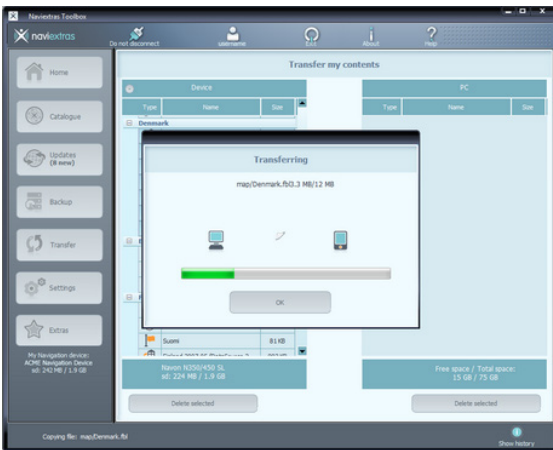 Naviextras Toolbox
naviextras
Do not disconnect
username
Exit
About
Help
Home
Catalogue
Updates
(8 new)
Backup
Transfer
Settings
Extras
My Navigation device:
ACME Navigation Device
sd: 242 MB / 1.9 GB
Transfer my contents
Device
PC
Type Name Size
Type Name Size
Denmark
Transferring
map/Denmark.fbl3.3 MB/12 MB
OK
Suomi
81 KB
Navon N350/450 SL
sd: 224 MB / 1.9 GB
Free space / Total space:
15 GB / 75 GB
Delete selected
Delete selected
Copying file: map/Denmark.fbl
Show history